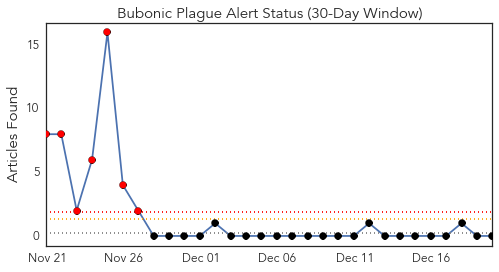 Bubonic Plague Alert Status (30-Day Window)
Articles Found
15
10
5
0
Nov 21 Nov 26 Dec 01 Dec 06 Dec 11 Dec 16